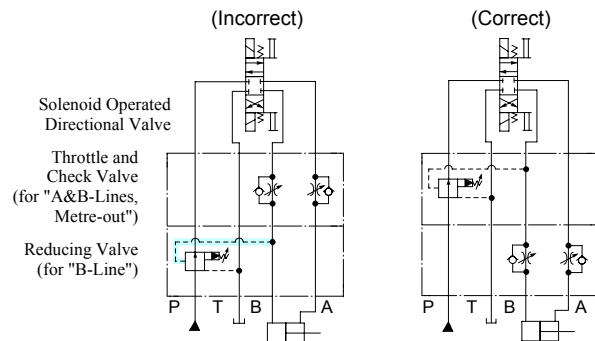 (Incorrect)
(Correct)
Solenoid Operated
Directional Valve
Throttle and
Check Valve
(for "A&B-Lines,
Metre-out")
Reducing Valve
(for "B-Line")
P T B A
P T B A